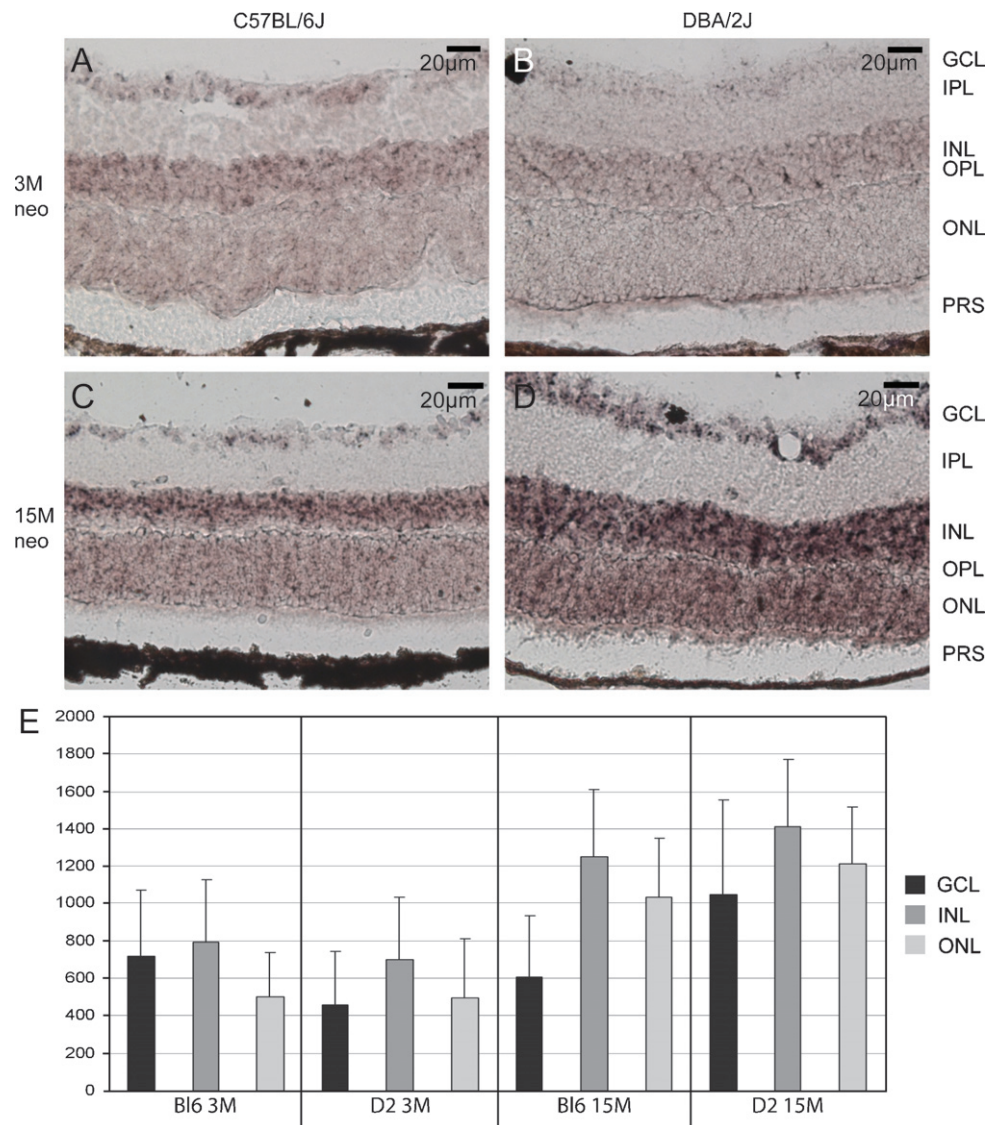 C57BL/6J
DBA/2J
A
20µm
B
20µm
GCL
IPL
INL
OPL
ONL
PRS
3M
neo
C
20µm
D
20µm
GCL
IPL
INL
OPL
ONL
PRS
15M
neo
E
2000
1800
1600
1400
1200
1000
800
600
400
200
0
Bl6 3M
D2 3M
Bl6 15M
D2 15M
GCL
INL
ONL